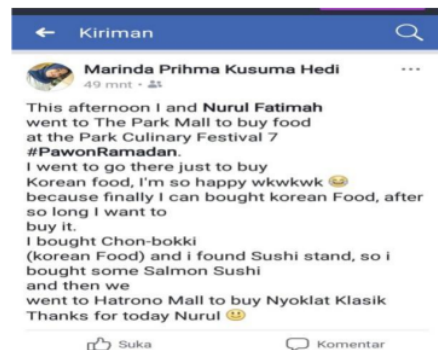 Kiriman
Marinda Prihma Kusuma Hedi
49 mnt
This afternoon I and Nurul Fatimah
went to The Park Mall to buy food
at the Park Culinary Festival 7
#PawonRamadan.
I went to go there just to buy
Korean food, I'm so happy wkwkwk 😂
because finally I can bought korean Food, after
so long I want to
buy it.
I bought Chon-bokki
(korean Food) and i found Sushi stand, so i
bought some Salmon Sushi
and then we
went to Hatrono Mall to buy Nyoklat Klasik
Thanks for today Nurul 🙂
Suka
Komentar